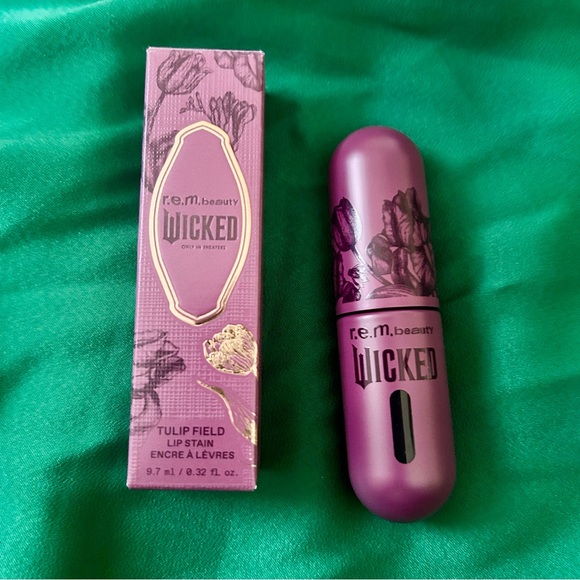 r.e.m.beauty
WICKED
ONLY IN THEATERS
TULIP FIELD
LIP STAIN
ENCRE À LÈVRES
9.7 ml / 0.32 fl. oz.
r.e.m.beauty
WICKED